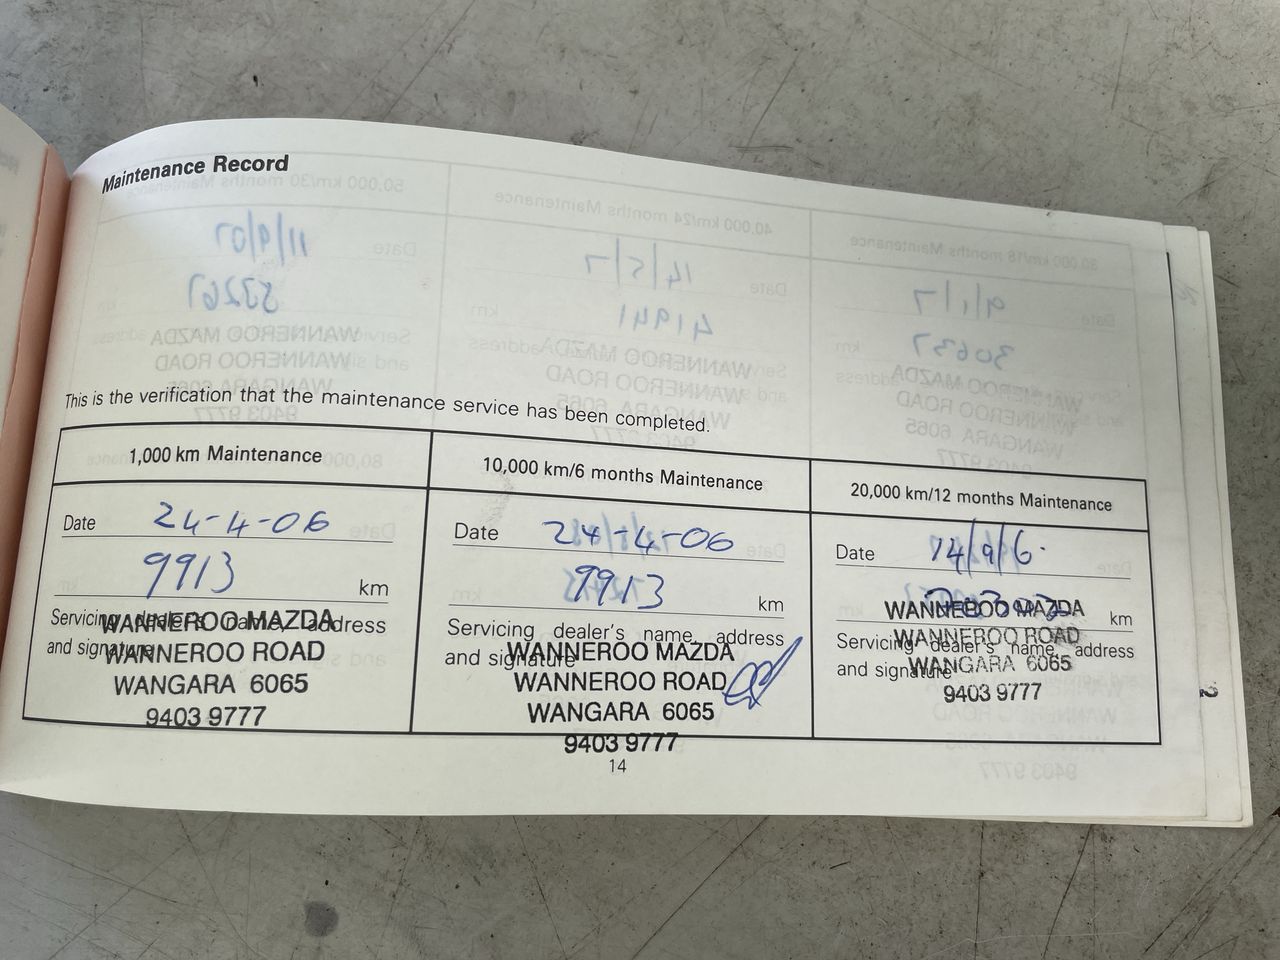 Maintenance Record
This is the verification that the maintenance service has been completed.
1,000 km Maintenance
Date 24-4-06
9913 km
Servicing dealer's name, address
and signature
WANNEROO MAZDA
WANNEROO ROAD
WANGARA 6065
9403 9777
10,000 km/6 months Maintenance
Date 24-4-06
9913 km
Servicing dealer's name, address
and signature
WANNEROO MAZDA
WANNEROO ROAD
WANGARA 6065
9403 9777
20,000 km/12 months Maintenance
Date 14/9/6.
km
Servicing dealer's name, address
and signature
WANNEROO MAZDA
WANNEROO ROAD
WANGARA 6065
9403 9777
14